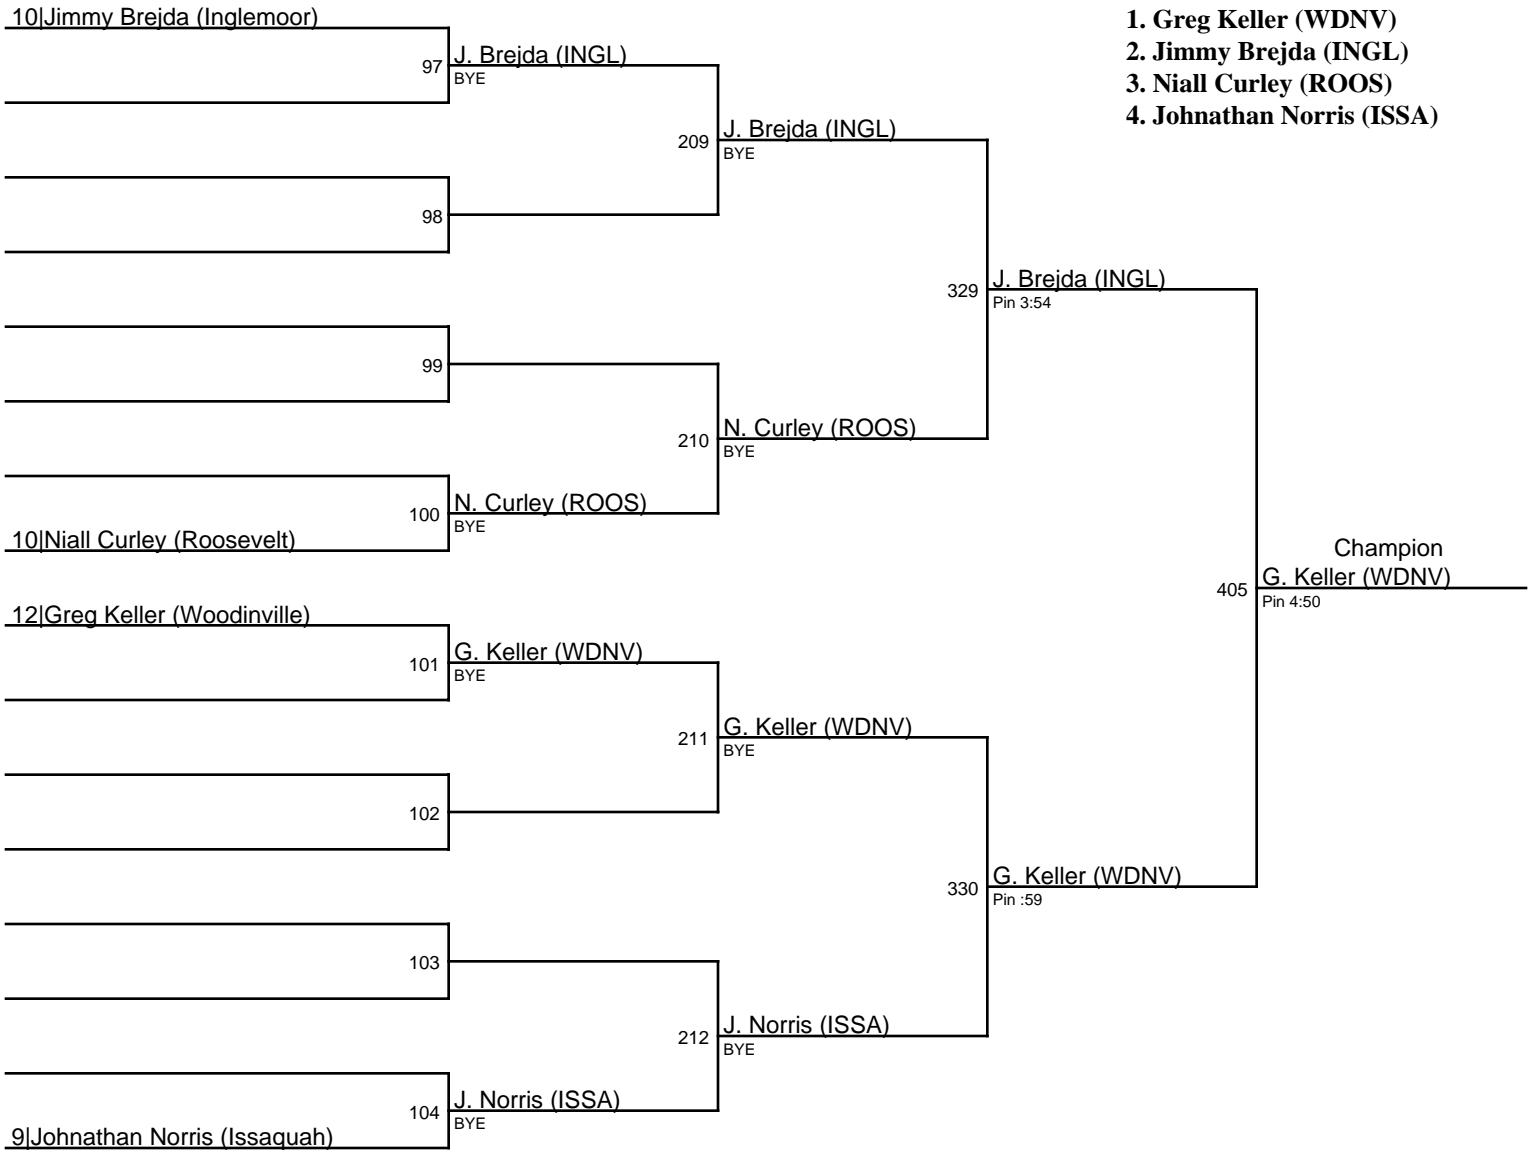 10|Jimmy Brejda (Inglemoor)
1. Greg Keller (WDNV)
2. Jimmy Brejda (INGL)
3. Niall Curley (ROOS)
4. Johnathan Norris (ISSA)
97
J. Brejda (INGL)
BYE
209
J. Brejda (INGL)
BYE
98
329
J. Brejda (INGL)
Pin 3:54
99
210
N. Curley (ROOS)
BYE
100
N. Curley (ROOS)
BYE
10|Niall Curley (Roosevelt)
Champion
405
G. Keller (WDNV)
Pin 4:50
12|Greg Keller (Woodinville)
101
G. Keller (WDNV)
BYE
211
G. Keller (WDNV)
BYE
102
330
G. Keller (WDNV)
Pin :59
103
212
J. Norris (ISSA)
BYE
104
J. Norris (ISSA)
BYE
9|Johnathan Norris (Issaquah)